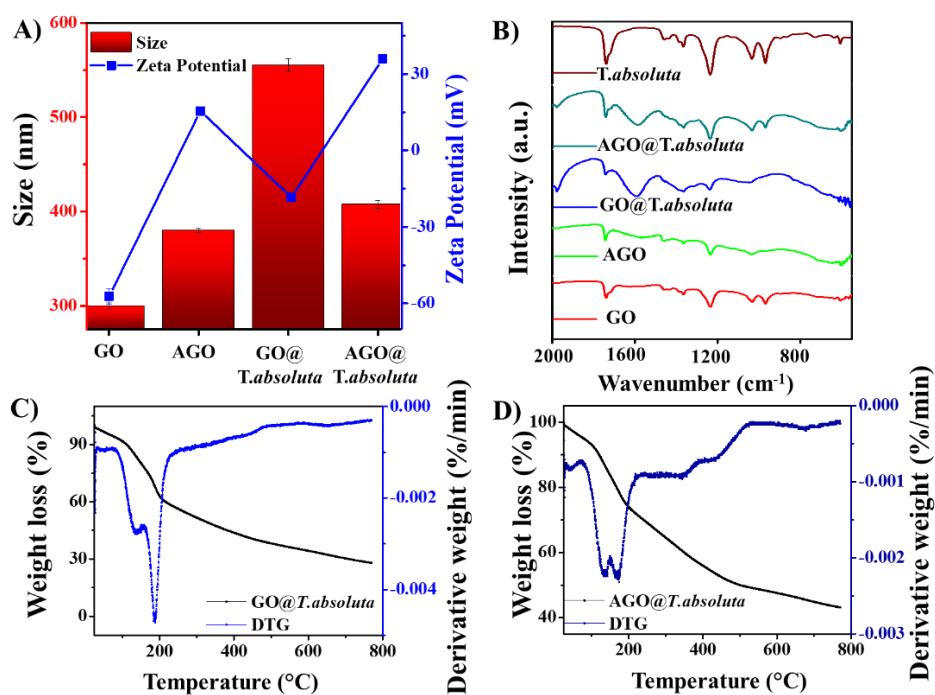 A)
600
500
400
300
Size (nm)
Size
Zeta Potential
30
0
-30
-60
Zeta Potential (mV)
GO
AGO
GO@
T.absoluta
AGO@
T.absoluta
B)
Intensity (a.u.)
T.absoluta
AGO@T.absoluta
GO@T.absoluta
AGO
GO
2000
1600
1200
800
Wavenumber (cm⁻¹)
C)
90
60
30
0
Weight loss (%)
0.000
-0.002
-0.004
Derivative weight (%/min)
GO@T.absoluta
DTG
0
200
400
600
800
Temperature (°C)
D)
100
80
60
40
Weight loss (%)
0.000
-0.001
-0.002
-0.003
Derivative weight (%/min)
AGO@T.absoluta
DTG
200
400
600
800
Temperature (°C)